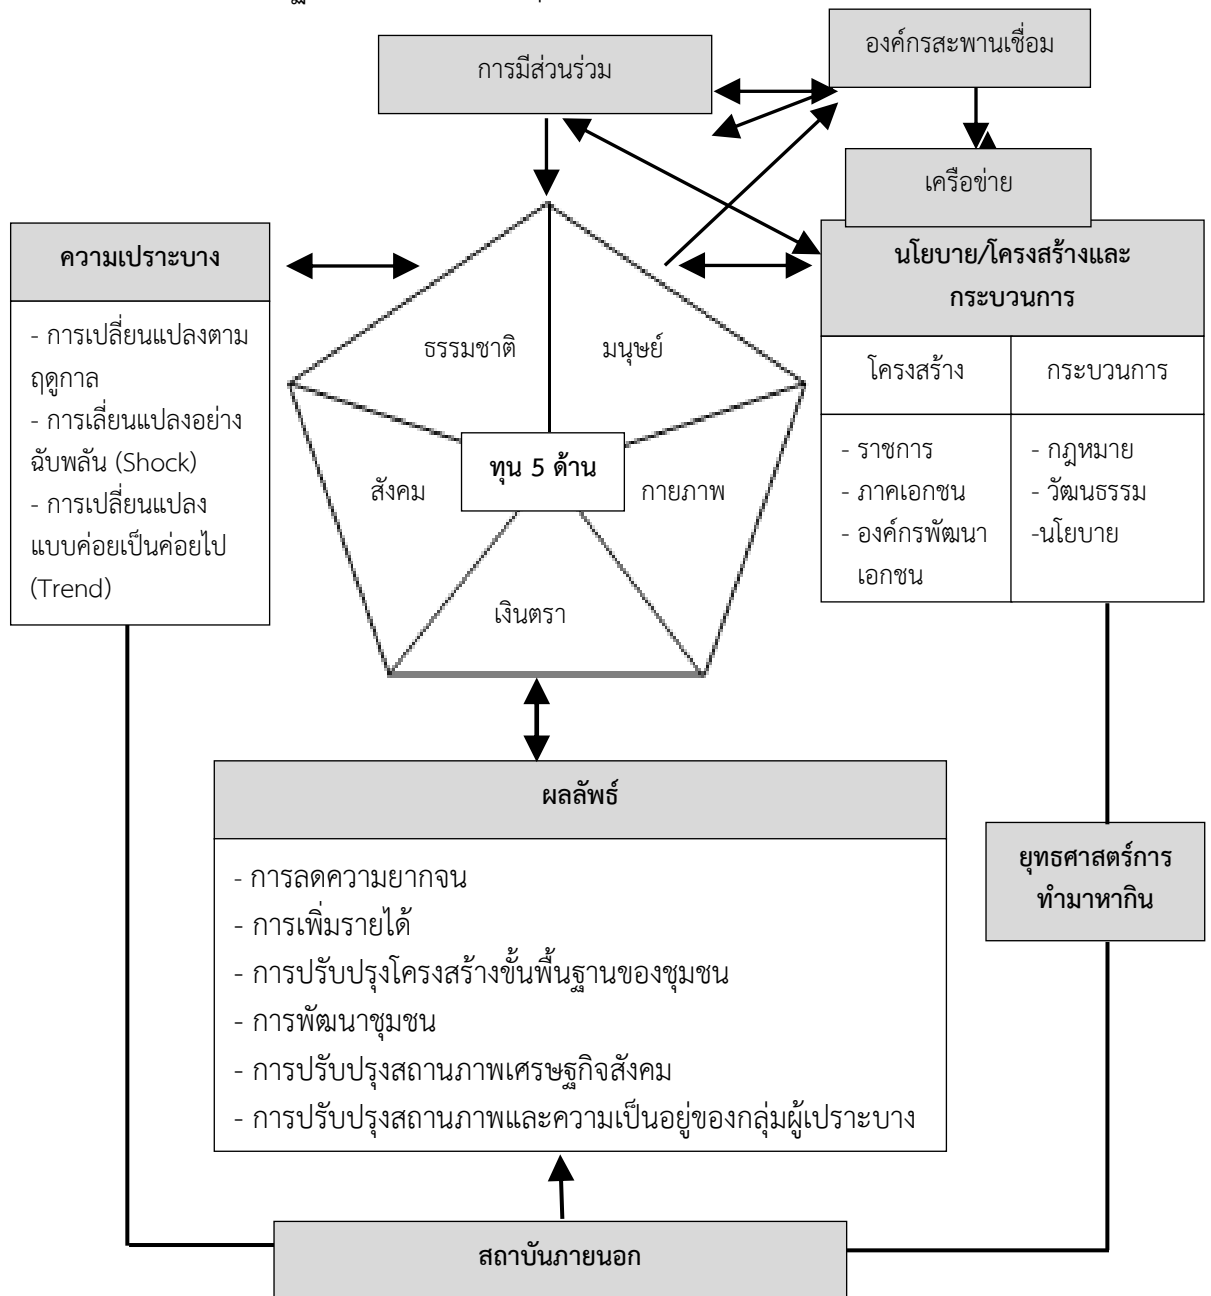 องค์กรสะพานเชื่อม
การมีส่วนร่วม
เครือข่าย
ความเปราะบาง
- การเปลี่ยนแปลงตาม
ฤดูกาล
- การเลี่ยนแปลงอย่าง
ฉับพลัน (Shock)
- การเปลี่ยนแปลง
แบบค่อยเป็นค่อยไป
(Trend)
ธรรมชาติ
มนุษย์
ทุน 5 ด้าน
สังคม
กายภาพ
เงินตรา
นโยบาย/โครงสร้างและ
กระบวนการ
โครงสร้าง
กระบวนการ
- ราชการ
- ภาคเอกชน
- องค์กรพัฒนา
เอกชน
- กฎหมาย
- วัฒนธรรม
-นโยบาย
ผลลัพธ์
- การลดความยากจน
- การเพิ่มรายได้
- การปรับปรุงโครงสร้างขั้นพื้นฐานของชุมชน
- การพัฒนาชุมชน
- การปรับปรุงสถานภาพเศรษฐกิจสังคม
- การปรับปรุงสถานภาพและความเป็นอยู่ของกลุ่มผู้เปราะบาง
ยุทธศาสตร์การ
ทำมาหากิน
สถาบันภายนอก